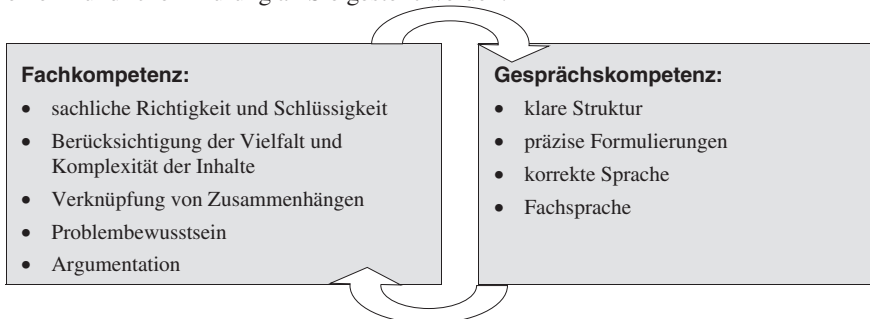 Fachkompetenz:
• sachliche Richtigkeit und Schlüssigkeit
• Berücksichtigung der Vielfalt und
Komplexität der Inhalte
• Verknüpfung von Zusammenhängen
• Problembewusstsein
• Argumentation
Gesprächskompetenz:
• klare Struktur
• präzise Formulierungen
• korrekte Sprache
• Fachsprache